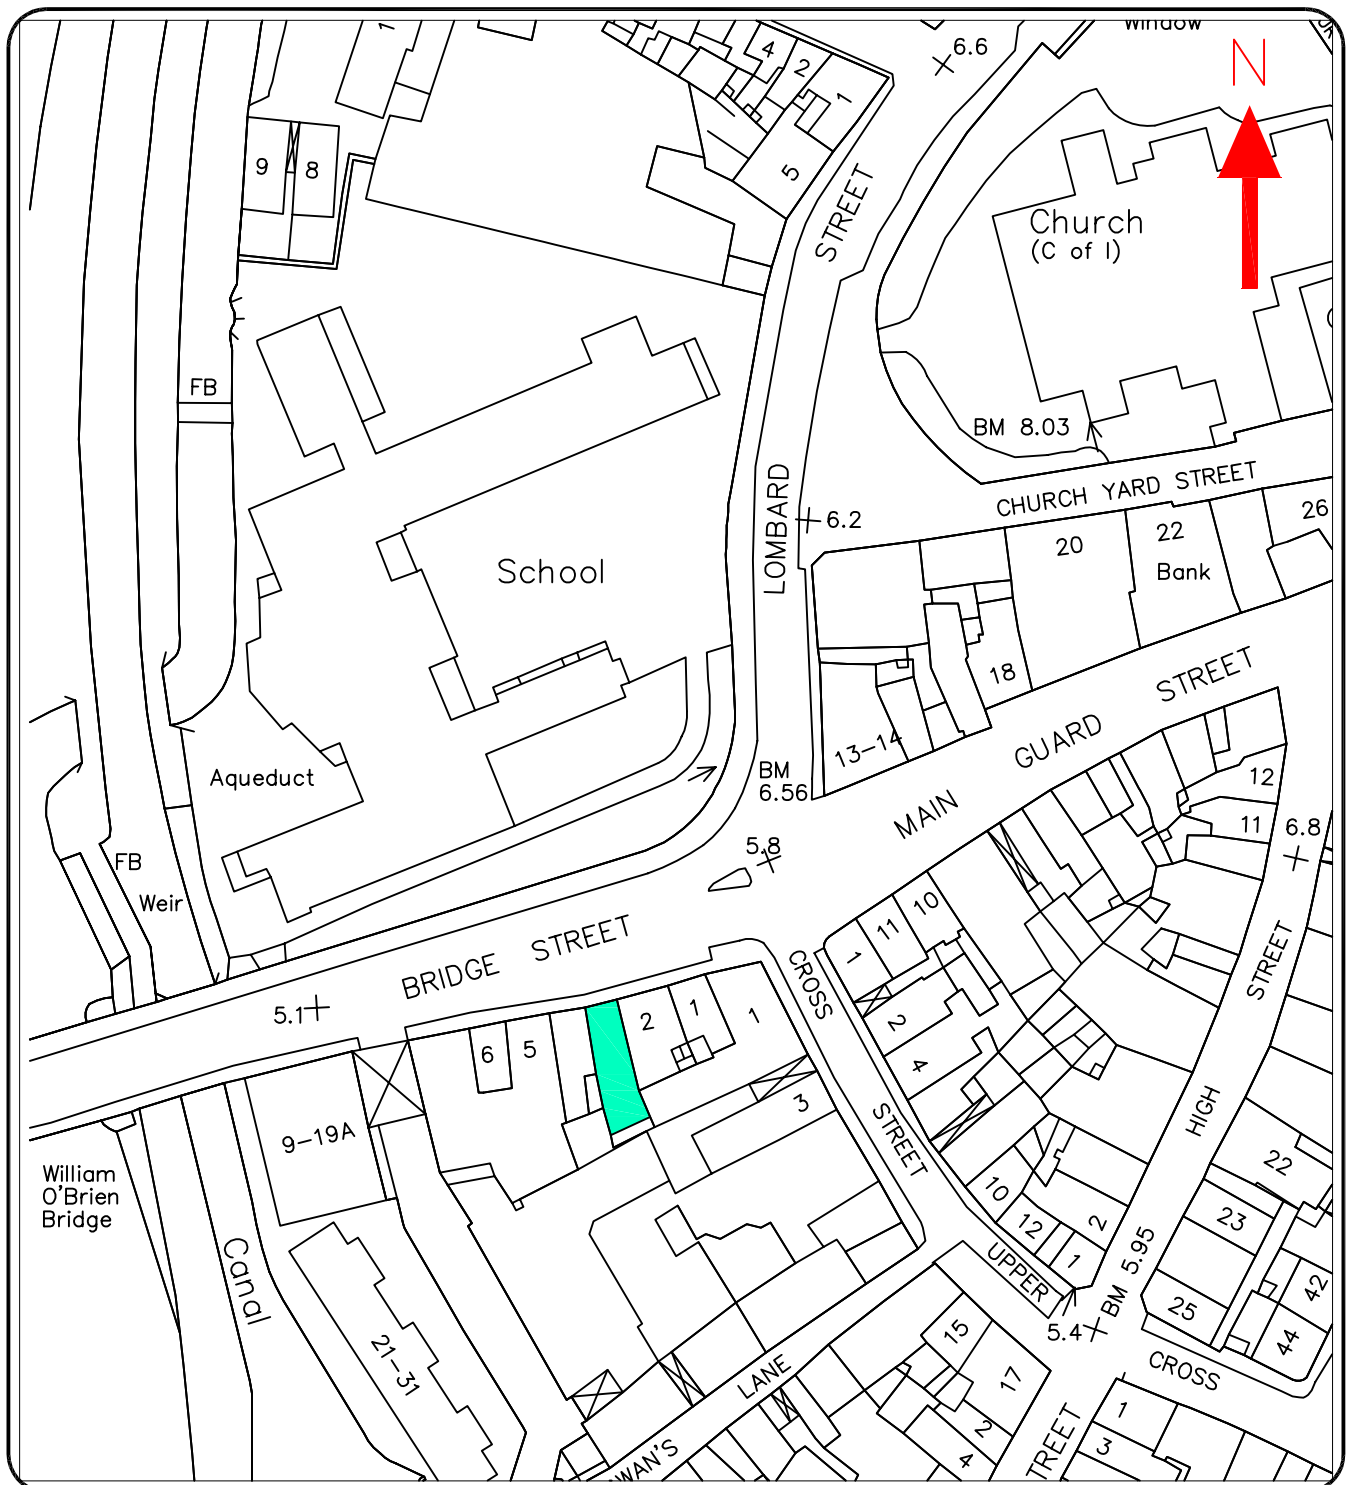 Window
6.6
N
1
4
2
1
5
9
8
STREET
Church
(C of I)
FB
BM 8.03
CHURCH YARD STREET
LOMBARD
6.2
26
22
20
Bank
School
18
STREET
GUARD
13-14
MAIN
BM
6.56
Aqueduct
12
11
6.8
5.8
FB
Weir
10
11
1
BRIDGE STREET
CROSS
STREET
5.1
2
1
1
2
4
6
5
3
9-19A
STREET
HIGH
William
O'Brien
Bridge
22
10
12
2
1
23
Canal
UPPER
BM 5.95
42
25
44
5.4
15
17
21-31
LANE
CROSS
1
3
2
4
WAN'S
TREET